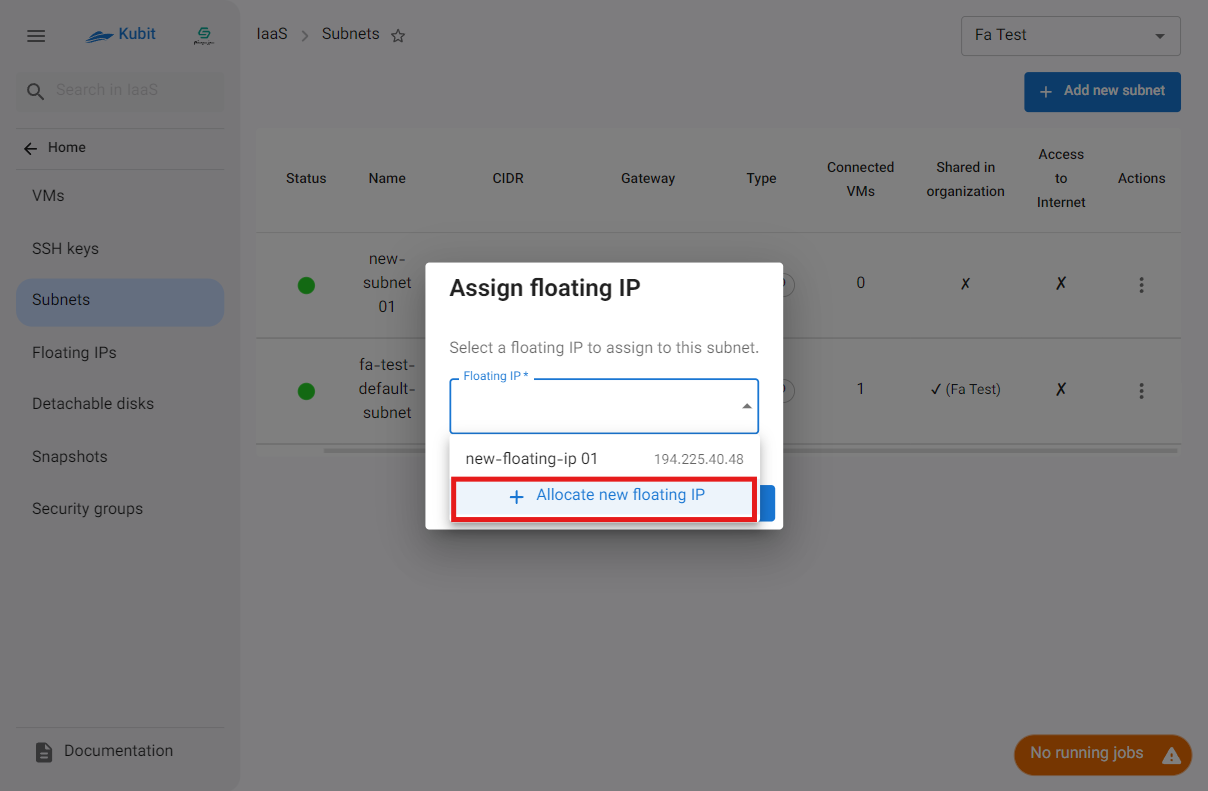 Kubit
IaaS
Subnets
Fa Test
Search in IaaS
Add new subnet
Home
VMs
SSH keys
Subnets
Floating IPs
Detachable disks
Snapshots
Security groups
Status
Name
CIDR
Gateway
Type
Connected
VMs
Shared in
organization
Access
to
Internet
Actions
new-
subnet
01
0
✗
✗
fa-test-
default-
subnet
1
✓ (Fa Test)
✗
Assign floating IP
Select a floating IP to assign to this subnet.
Floating IP *
new-floating-ip 01 194.225.40.48
Allocate new floating IP
Documentation
No running jobs